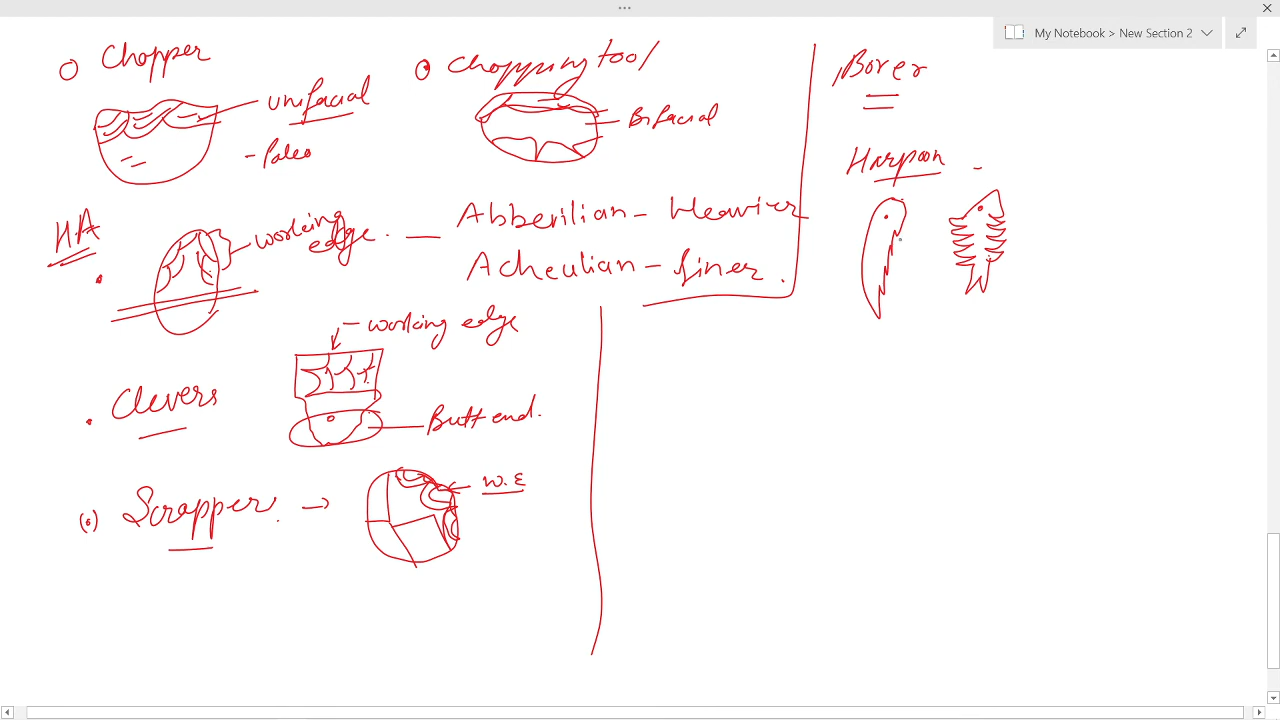 My Notebook > New Section 2
Chopper
unifacial
- Paleo
Chopping tool
Bifacial
HA
working
edge.
Abberilian - Heavier
Acheulian - finer.
Clevers
working edge
Butt end.
Scrapper
W.E
Borer
Harpoon -